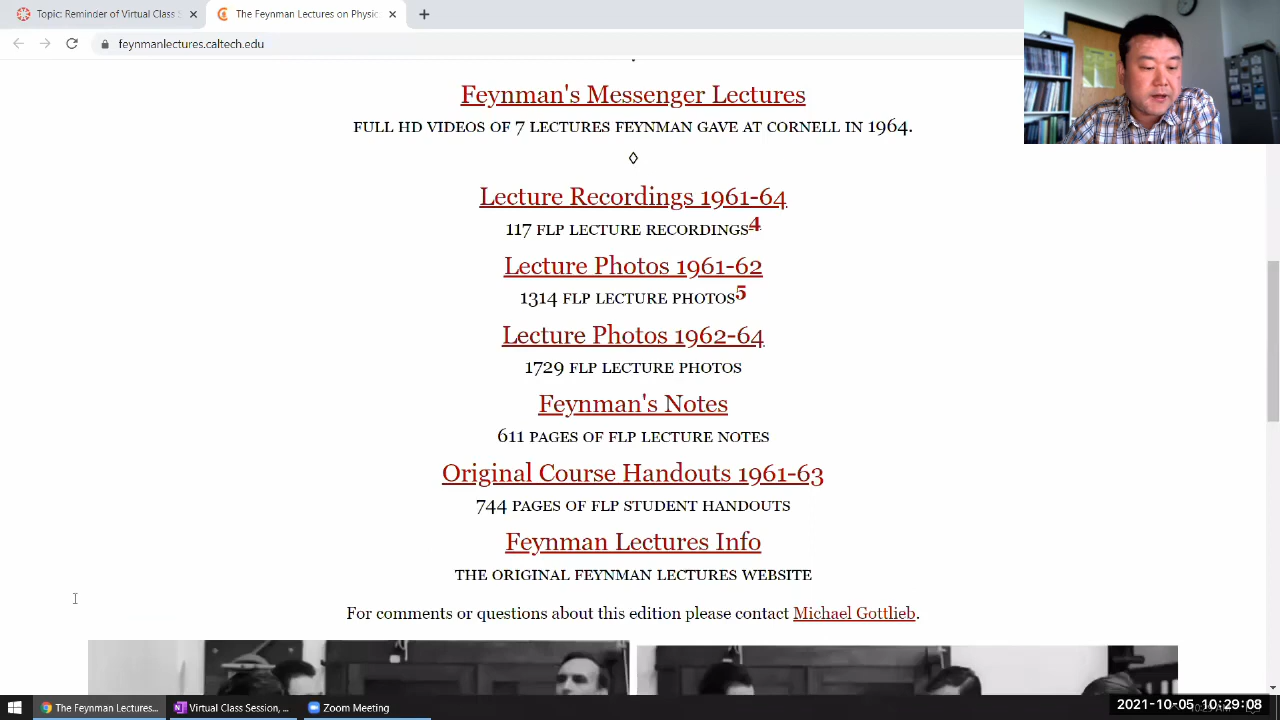 Topic: Reminder of Virtual Class S
The Feynman Lectures on Physic
feynmanlectures.caltech.edu
Feynman's Messenger Lectures
FULL HD VIDEOS OF 7 LECTURES FEYNMAN GAVE AT CORNELL IN 1964.
◊
Lecture Recordings 1961-64
117 FLP LECTURE RECORDINGS4
Lecture Photos 1961-62
1314 FLP LECTURE PHOTOS5
Lecture Photos 1962-64
1729 FLP LECTURE PHOTOS
Feynman's Notes
611 PAGES OF FLP LECTURE NOTES
Original Course Handouts 1961-63
744 PAGES OF FLP STUDENT HANDOUTS
Feynman Lectures Info
THE ORIGINAL FEYNMAN LECTURES WEBSITE
For comments or questions about this edition please contact Michael Gottlieb.
The Feynman Lectures...
Virtual Class Session, ...
Zoom Meeting
2021-10-05 10:29:08